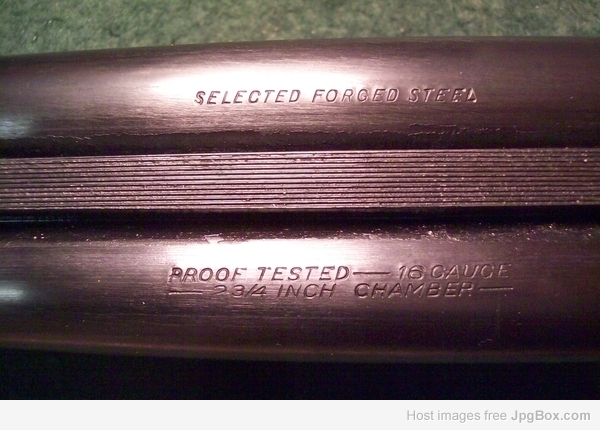 SELECTED FORGED STEEL
PROOF TESTED — 16 GAUGE
— 2 3/4 INCH CHAMBER —
Host images free JpgBox.com